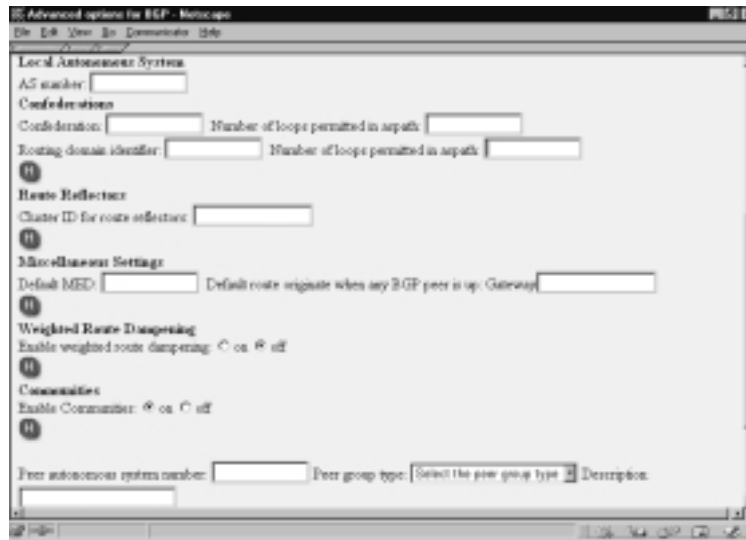 Advanced options for BGP - Netscape
File Edit View Go Communicator Help
Local Autonomous System
AS number:
Confederations
Confederation: Number of loops permitted in aspath:
Routing domain identifier: Number of loops permitted in aspath:
H
Route Reflectors
Cluster ID for route reflectors:
H
Miscellaneous Settings
Default MED: Default route originate when any BGP peer is up: Gateway
H
Weighted Route Dampening
Enable weighted route dampening: on off
H
Communities
Enable Communities: on off
H
Peer autonomous system number: Peer group type: Select the peer group type Description: